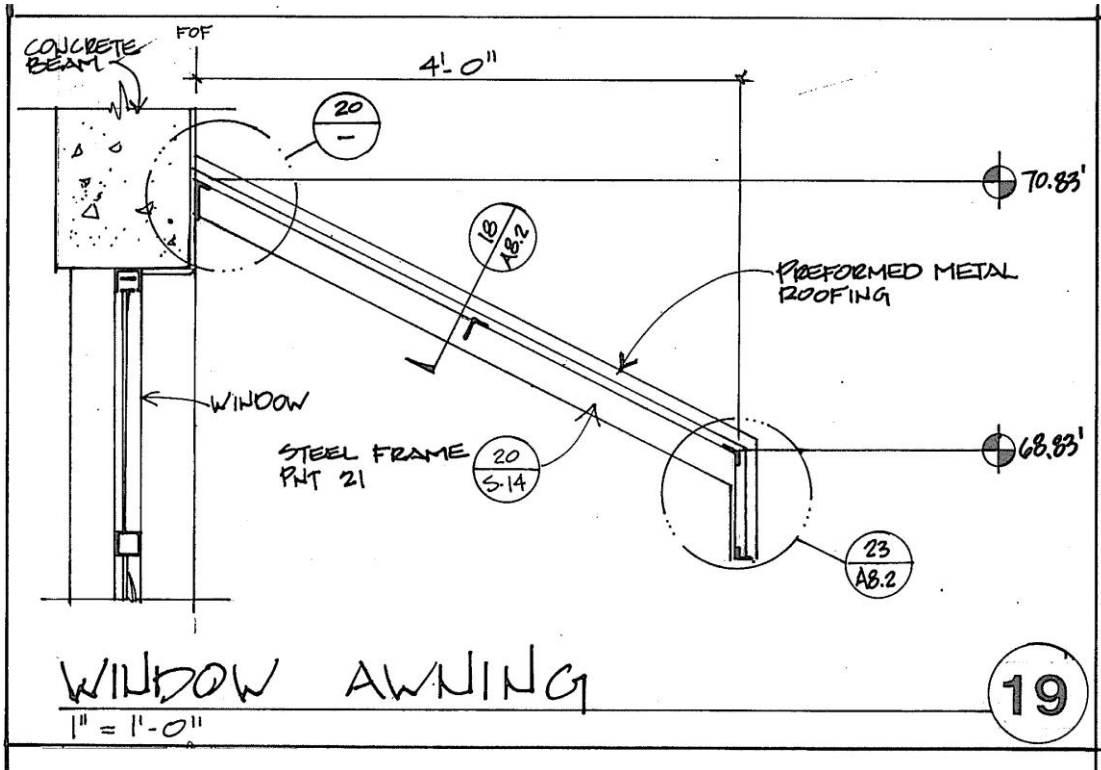 CONCRETE
BEAM
FOF
4'-0"
20
—
70.83'
18
A8.2
PREFORMED METAL
ROOFING
WINDOW
STEEL FRAME
PNT 21
20
S-14
68.83'
23
A8.2
WINDOW AWNING
1" = 1'-0"
19